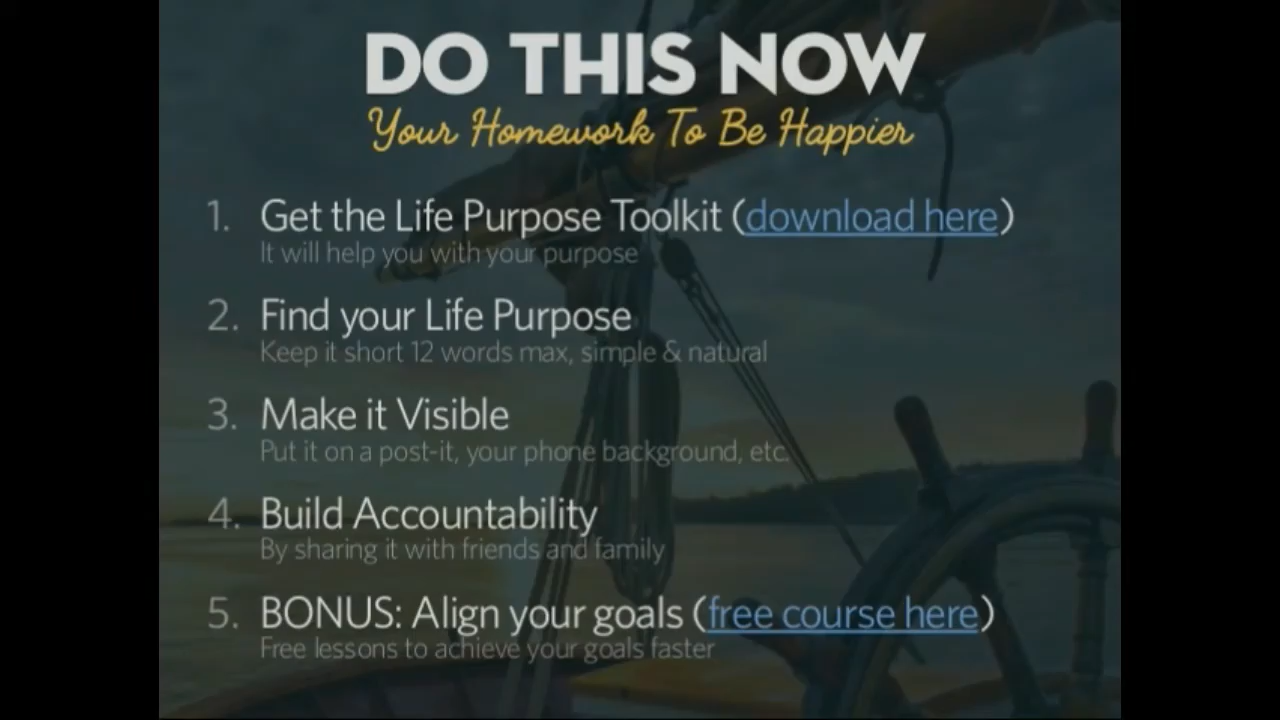 DO THIS NOW
Your Homework To Be Happier
1. Get the Life Purpose Toolkit (download here)
It will help you with your purpose
2. Find your Life Purpose
Keep it short 12 words max, simple & natural
3. Make it Visible
Put it on a post-it, your phone background, etc.
4. Build Accountability
By sharing it with friends and family
5. BONUS: Align your goals (free course here)
Free lessons to achieve your goals faster